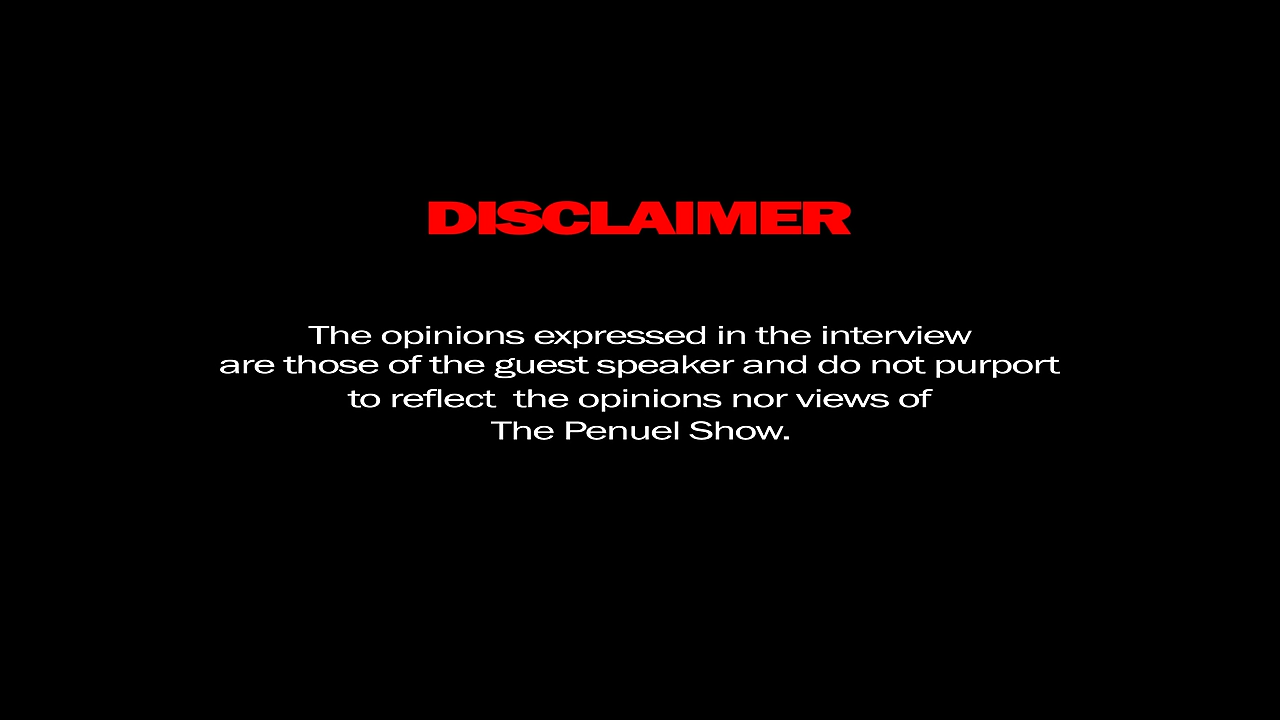 DISCLAIMER
The opinions expressed in the interview
are those of the guest speaker and do not purport
to reflect the opinions nor views of
The Penuel Show.